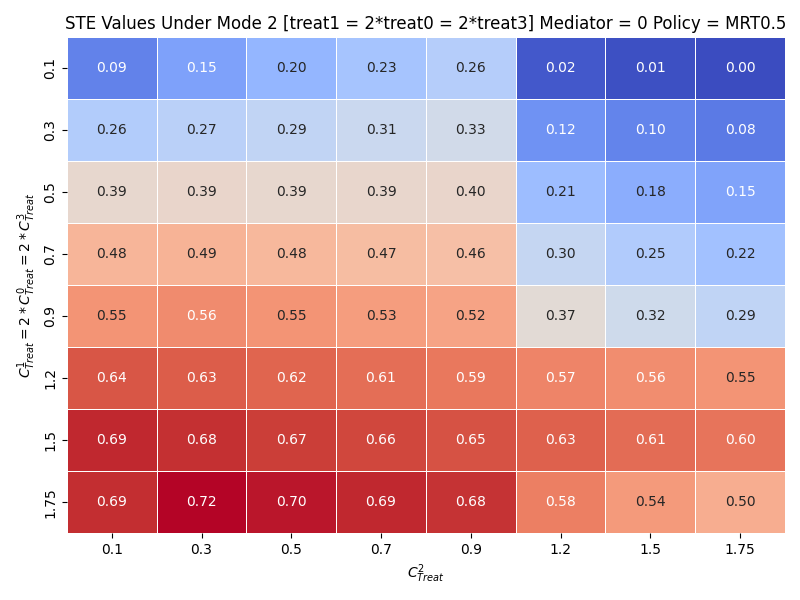 STE Values Under Mode 2 [treat1 = 2*treat0 = 2*treat3] Mediator = 0 Policy = MRT0.5
0.1 0.09 0.15 0.20 0.23 0.26 0.02 0.01 0.00
0.3 0.26 0.27 0.29 0.31 0.33 0.12 0.10 0.08
0.5 0.39 0.39 0.39 0.39 0.40 0.21 0.18 0.15
0.7 0.48 0.49 0.48 0.47 0.46 0.30 0.25 0.22
0.9 0.55 0.56 0.55 0.53 0.52 0.37 0.32 0.29
1.2 0.64 0.63 0.62 0.61 0.59 0.57 0.56 0.55
1.5 0.69 0.68 0.67 0.66 0.65 0.63 0.61 0.60
1.75 0.69 0.72 0.70 0.69 0.68 0.58 0.54 0.50
0.1 0.3 0.5 0.7 0.9 1.2 1.5 1.75
$C^1_{Treat} = 2 * C^0_{Treat} = 2 * C^3_{Treat}$
$C^2_{Treat}$